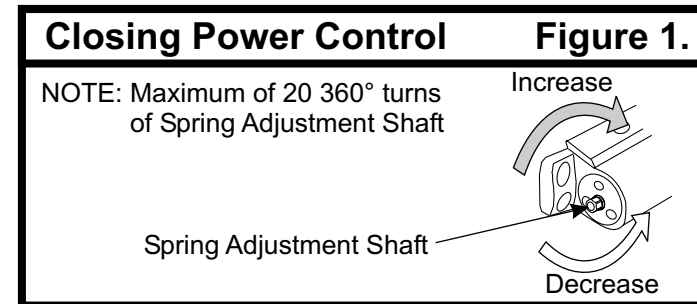 Closing Power Control Figure 1.
NOTE: Maximum of 20 360° turns
of Spring Adjustment Shaft
Increase
Spring Adjustment Shaft
Decrease